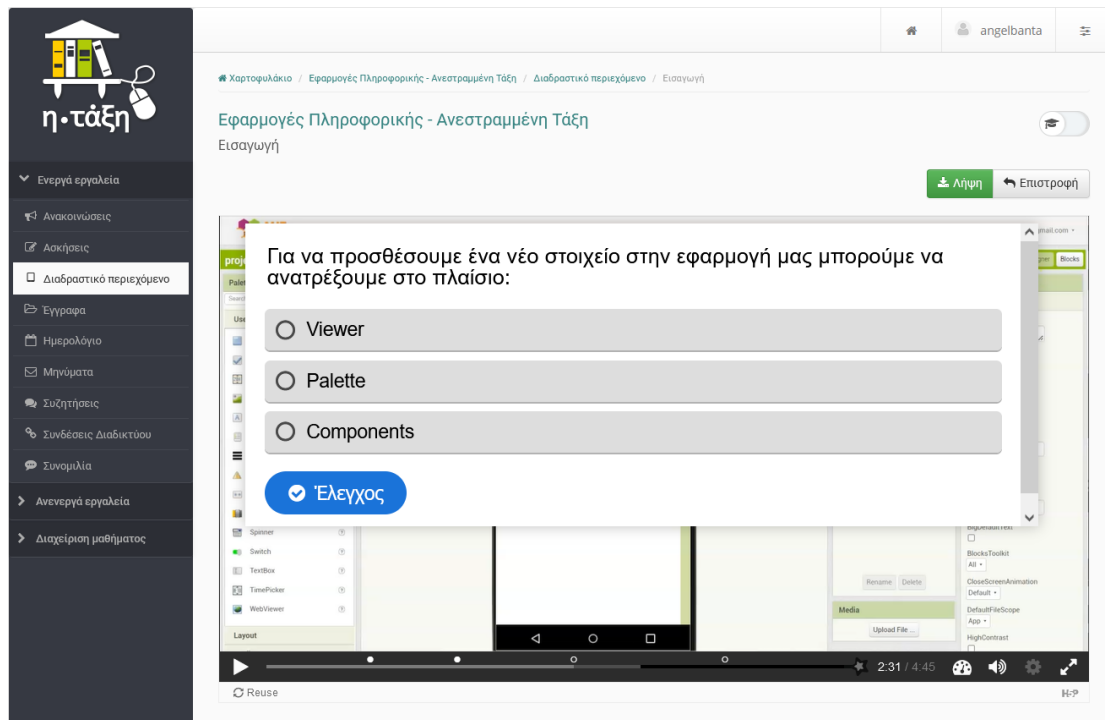 angelbanta
η·τάξη
Χαρτοφυλάκιο / Εφαρμογές Πληροφορικής - Ανεστραμμένη Τάξη / Διαδραστικό περιεχόμενο / Εισαγωγή
Εφαρμογές Πληροφορικής - Ανεστραμμένη Τάξη
Εισαγωγή
Λήψη
Επιστροφή
Ενεργά εργαλεία
Ανακοινώσεις
Ασκήσεις
Διαδραστικό περιεχόμενο
Έγγραφα
Ημερολόγιο
Μηνύματα
Συζητήσεις
Συνδέσεις Διαδικτύου
Συνομιλία
Ανενεργά εργαλεία
Διαχείριση μαθήματος
Blocks
Για να προσθέσουμε ένα νέο στοιχείο στην εφαρμογή μας μπορούμε να
ανατρέξουμε στο πλαίσιο:
Viewer
Palette
Components
Έλεγχος
Spinner
Switch
TextBox
TimePicker
WebViewer
Layout
Rename Delete
Media
Upload File ...
BigDefaultText
BlocksToolkit
All
CloseScreenAnimation
Default
DefaultFileScope
App
HighContrast
2:31 / 4:45
Reuse
H5P